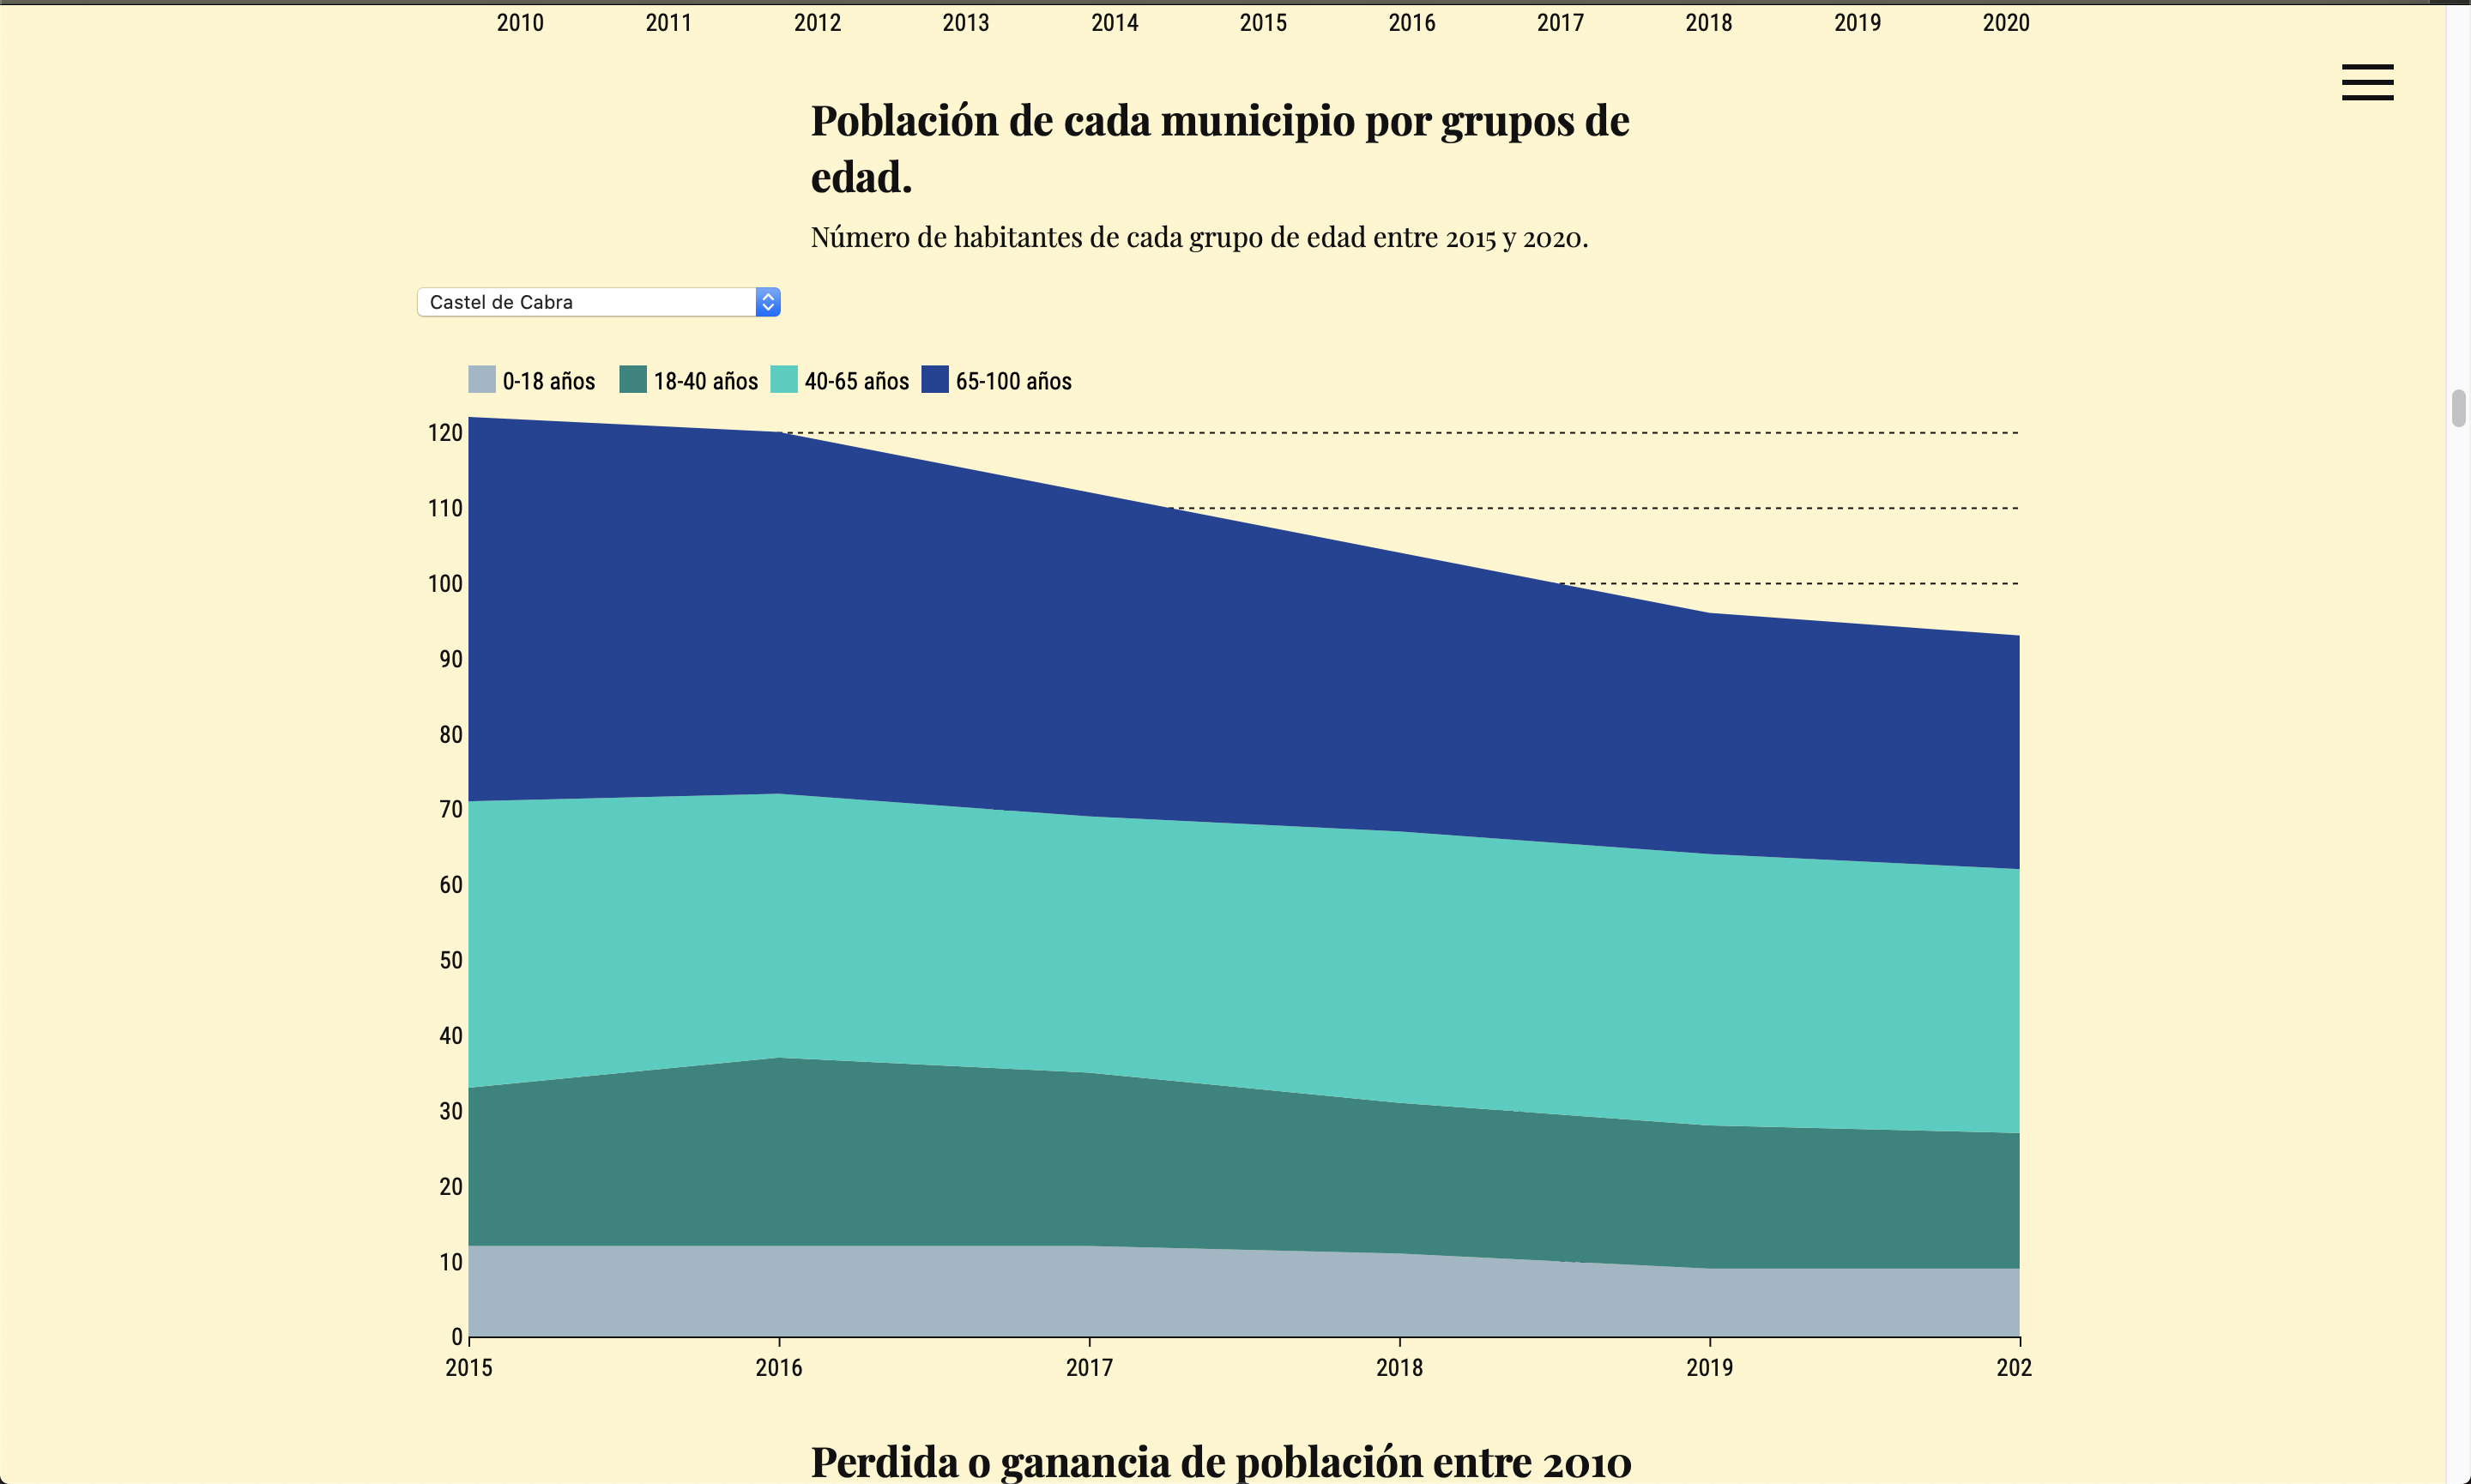 2010 2011 2012 2013 2014 2015 2016 2017 2018 2019 2020
Población de cada municipio por grupos de
edad.
Número de habitantes de cada grupo de edad entre 2015 y 2020.
Castel de Cabra
0-18 años 18-40 años 40-65 años 65-100 años
120
110
100
90
80
70
60
50
40
30
20
10
0
2015 2016 2017 2018 2019 202
Perdida o ganancia de población entre 2010